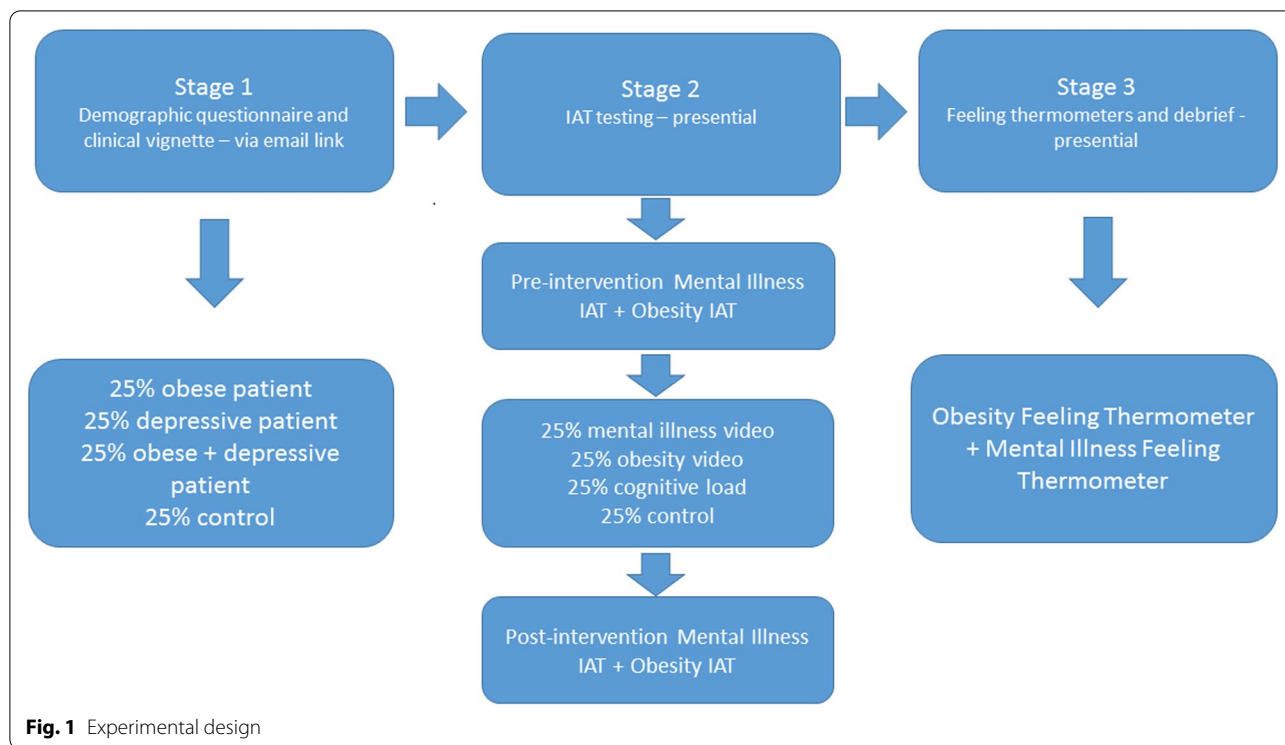 Stage 1
Demographic questionnaire and
clinical vignette – via email link
Stage 2
IAT testing – presential
Stage 3
Feeling thermometers and debrief -
presential
25% obese patient
25% depressive patient
25% obese + depressive
patient
25% control
Pre-intervention Mental Illness
IAT + Obesity IAT
25% mental illness video
25% obesity video
25% cognitive load
25% control
Post-intervention Mental Illness
IAT + Obesity IAT
Obesity Feeling Thermometer
+ Mental Illness Feeling
Thermometer
Fig. 1 Experimental design